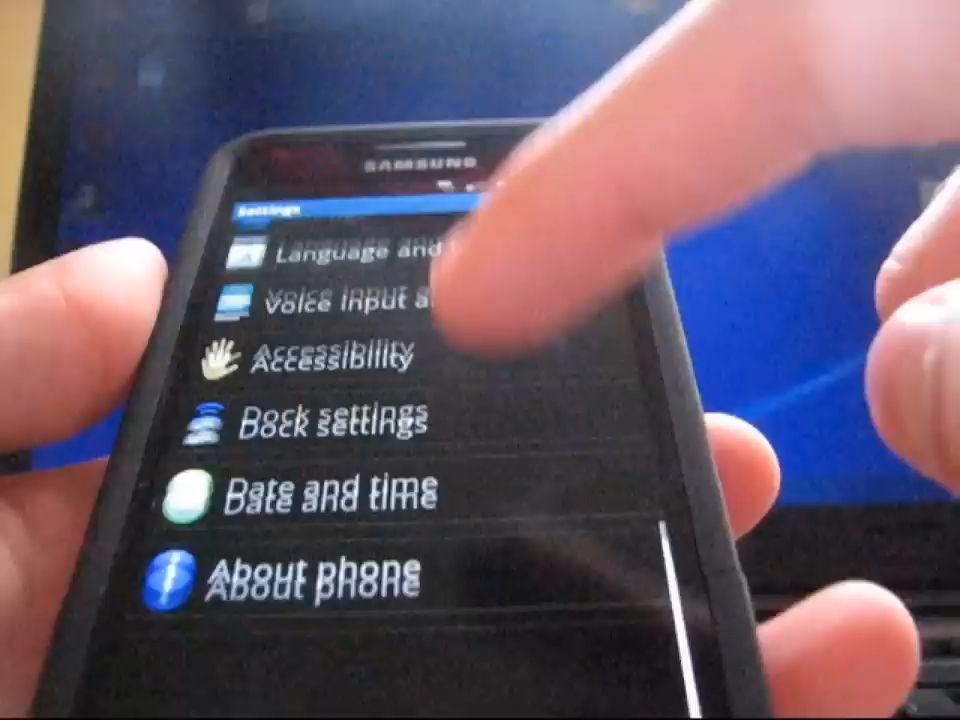 SAMSUNG
Settings
Language and
Voice input a
Accessibility
Dock settings
Date and time
About phone